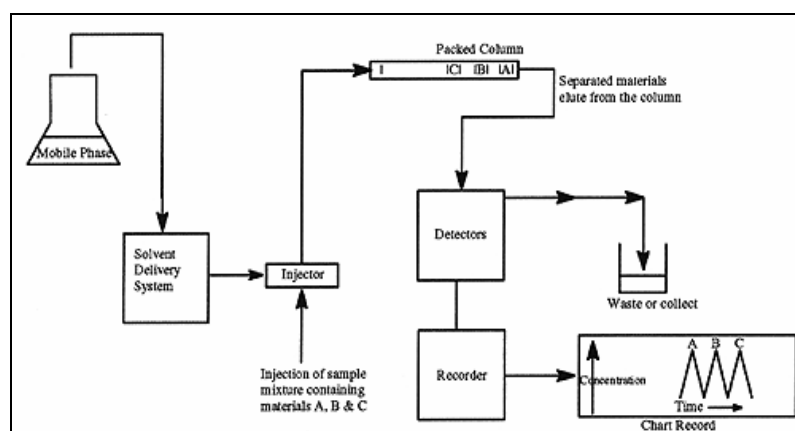 Packed Column
|C| |B| |A|
Separated materials
elute from the column
Mobile Phase
Solvent
Delivery
System
Injector
Detectors
Waste or collect
Injection of sample
mixture containing
materials A, B & C
Recorder
A B C
Concentration
Time
Chart Record